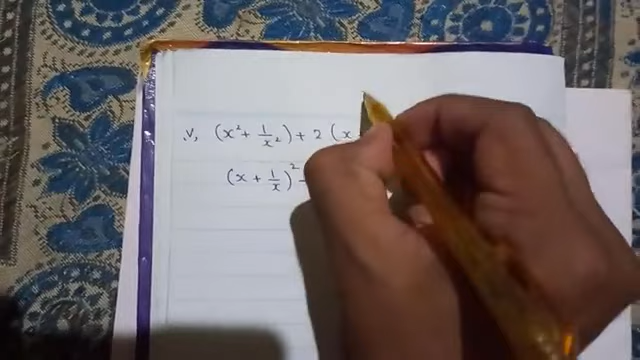 v, (x² + 1/x²) + 2 (x
(x + 1/x)²